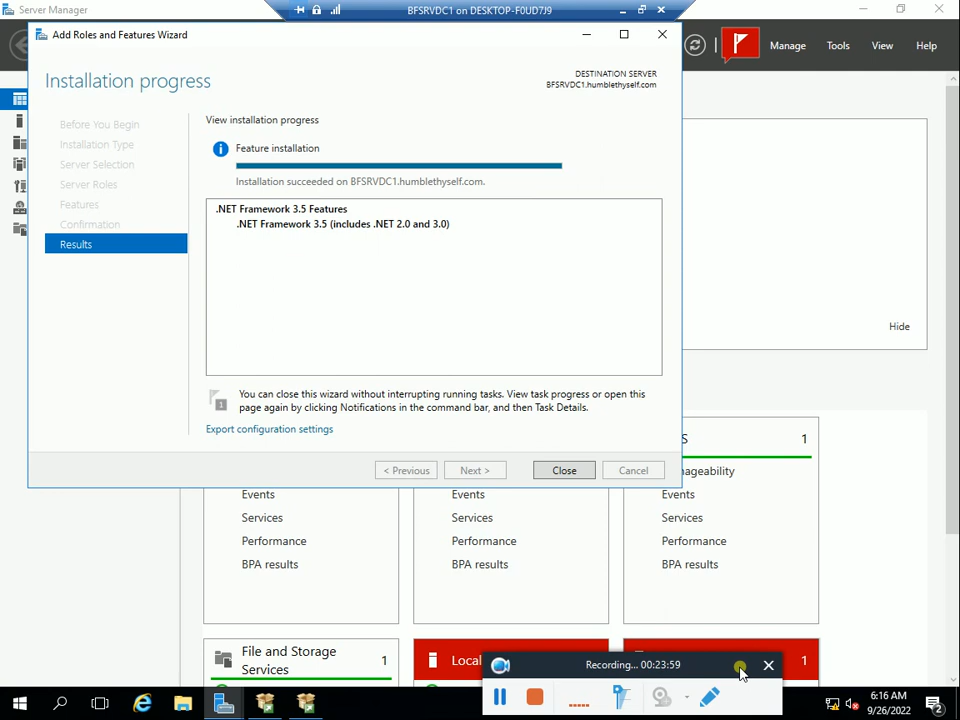 Server Manager
BFSRVDC1 on DESKTOP-F0UD7J9
Add Roles and Features Wizard
Manage Tools View Help
Installation progress
DESTINATION SERVER
BFSRVDC1.humblethyself.com
Before You Begin
Installation Type
Server Selection
Server Roles
Features
Confirmation
Results
View installation progress
Feature installation
Installation succeeded on BFSRVDC1.humblethyself.com.
.NET Framework 3.5 Features
.NET Framework 3.5 (includes .NET 2.0 and 3.0)
Hide
1
You can close this wizard without interrupting running tasks. View task progress or open this
page again by clicking Notifications in the command bar, and then Task Details.
Export configuration settings
< Previous Next > Close Cancel
S 1
nageability
Events Events Events
Services Services Services
Performance Performance Performance
BPA results BPA results BPA results
File and Storage
Services 1
Local
1
Recording... 00:23:59
6:16 AM
9/26/2022
2